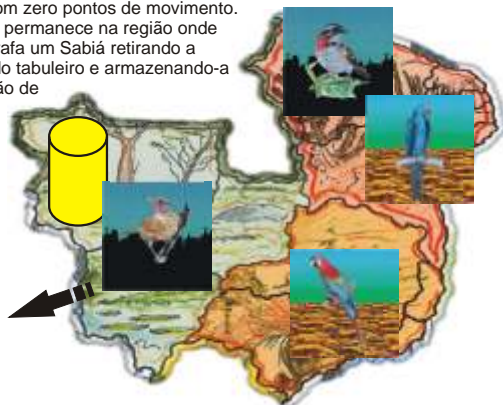 om zero pontos de movimento.
permanece na região onde
afa um Sabiá retirando a
do tabuleiro e armazenando-a
ão de